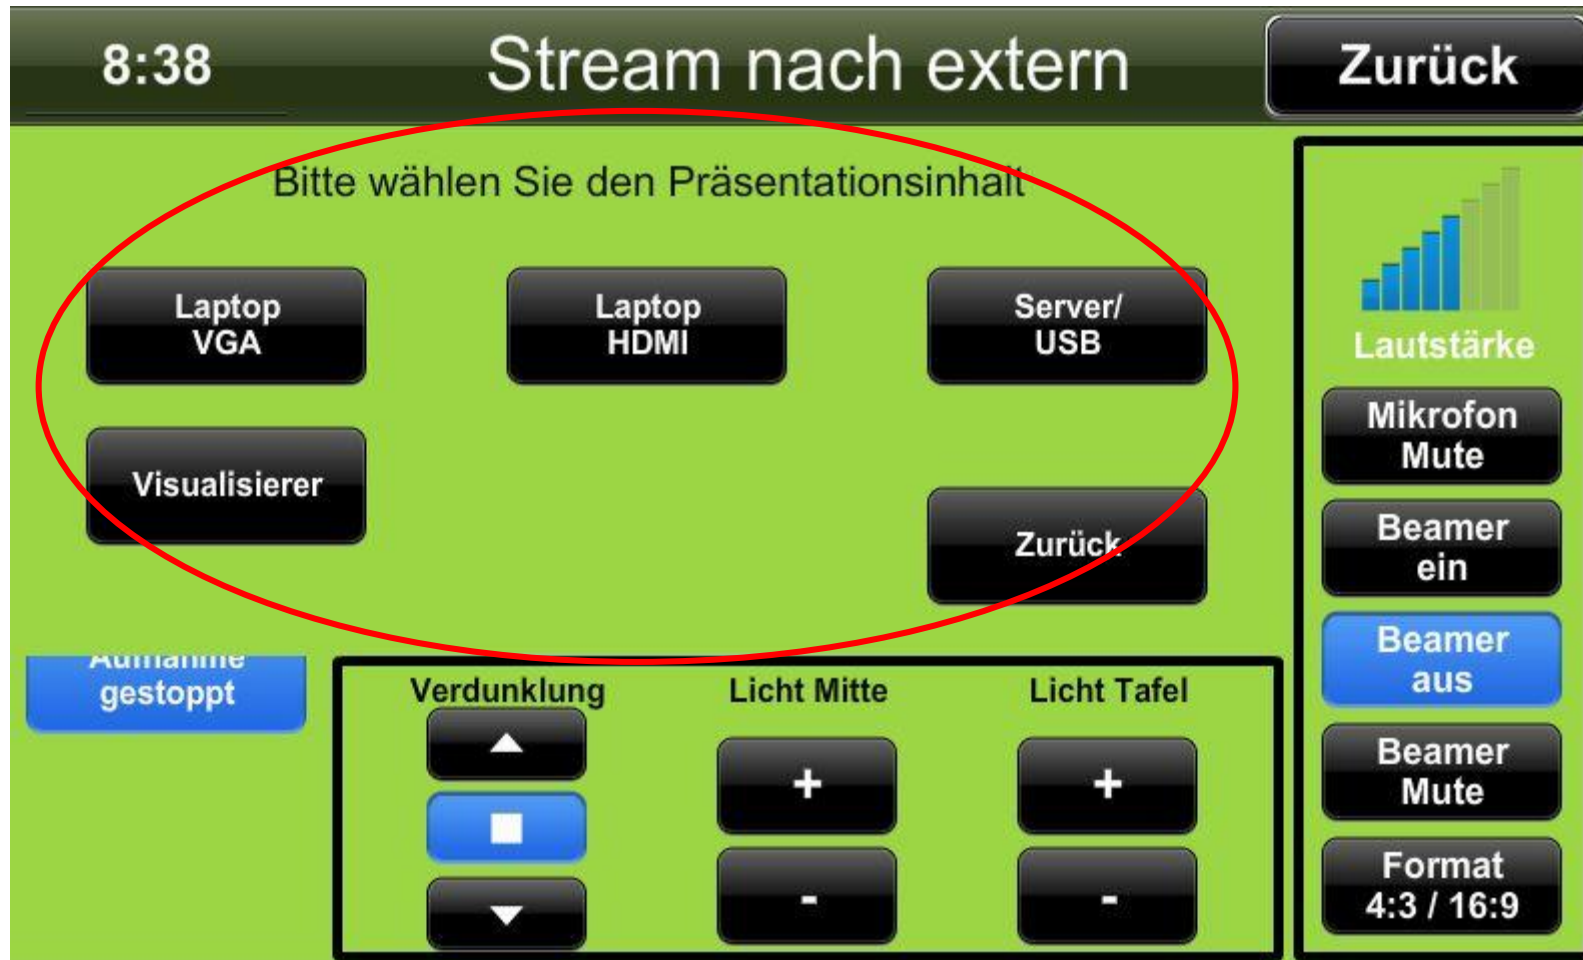 8:38
Stream nach extern
Zurück
Bitte wählen Sie den Präsentationsinhalt
Laptop
VGA
Laptop
HDMI
Server/
USB
Visualisierer
Zurück
Aufnahme
gestoppt
Verdunklung
Licht Mitte
Licht Tafel
+
+
-
-
Lautstärke
Mikrofon
Mute
Beamer
ein
Beamer
aus
Beamer
Mute
Format
4:3 / 16:9